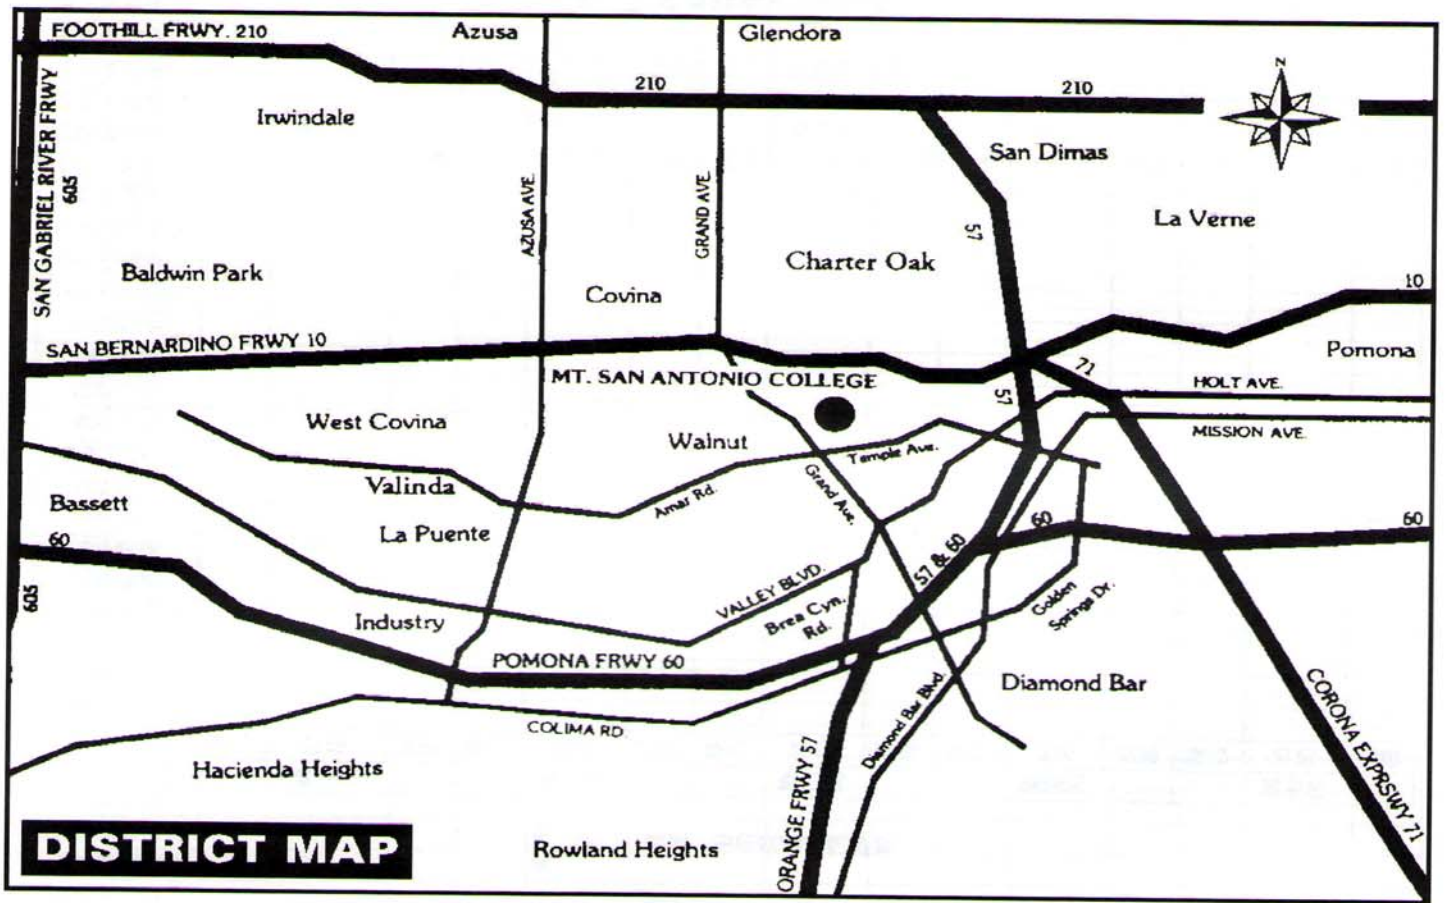 FOOTHILL FRWY. 210
Azusa
Glendora
N
210
210
SAN GABRIEL RIVER FRWY
605
Irwindale
San Dimas
AZUSA AVE.
GRAND AVE.
57
La Verne
Baldwin Park
Covina
Charter Oak
10
SAN BERNARDINO FRWY 10
Pomona
MT. SAN ANTONIO COLLEGE
71
57
HOLT AVE.
West Covina
Walnut
MISSION AVE.
Temple Ave.
Valinda
Amar Rd.
Grand Ave.
Bassett
La Puente
60
60
60
57 & 60
605
VALLEY BLVD.
Brea Cyn.
Rd.
Golden
Springs Dr.
Industry
POMONA FRWY 60
Diamond Bar
COLIMA RD.
Diamond Bar Blvd.
CORONA EXPRSWY 71
Hacienda Heights
ORANGE FRWY 57
DISTRICT MAP
Rowland Heights